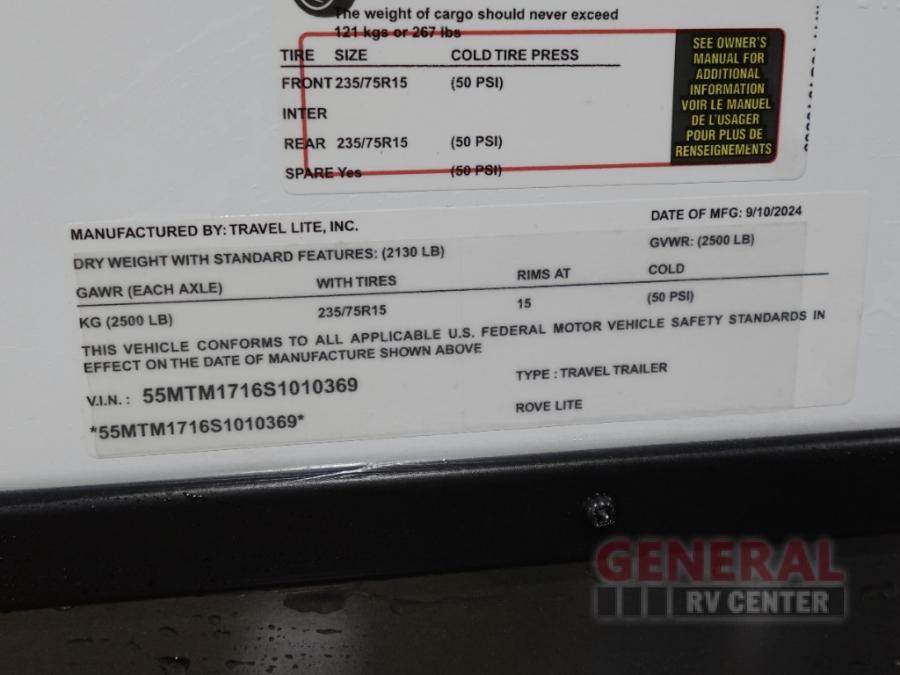 The weight of cargo should never exceed
121 kgs or 267 lbs
TIRE SIZE COLD TIRE PRESS
FRONT 235/75R15 (50 PSI)
INTER
REAR 235/75R15 (50 PSI)
SPARE Yes (50 PSI)
SEE OWNER'S
MANUAL FOR
ADDITIONAL
INFORMATION
VOIR LE MANUEL
DE L'USAGER
POUR PLUS DE
RENSEIGNEMENTS
MANUFACTURED BY: TRAVEL LITE, INC. DATE OF MFG: 9/10/2024
DRY WEIGHT WITH STANDARD FEATURES: (2130 LB) GVWR: (2500 LB)
GAWR (EACH AXLE) WITH TIRES RIMS AT COLD
KG (2500 LB) 235/75R15 15 (50 PSI)
THIS VEHICLE CONFORMS TO ALL APPLICABLE U.S. FEDERAL MOTOR VEHICLE SAFETY STANDARDS IN
EFFECT ON THE DATE OF MANUFACTURE SHOWN ABOVE
V.I.N. : 55MTM1716S1010369 TYPE : TRAVEL TRAILER
*55MTM1716S1010369* ROVE LITE
GENERAL
RV CENTER